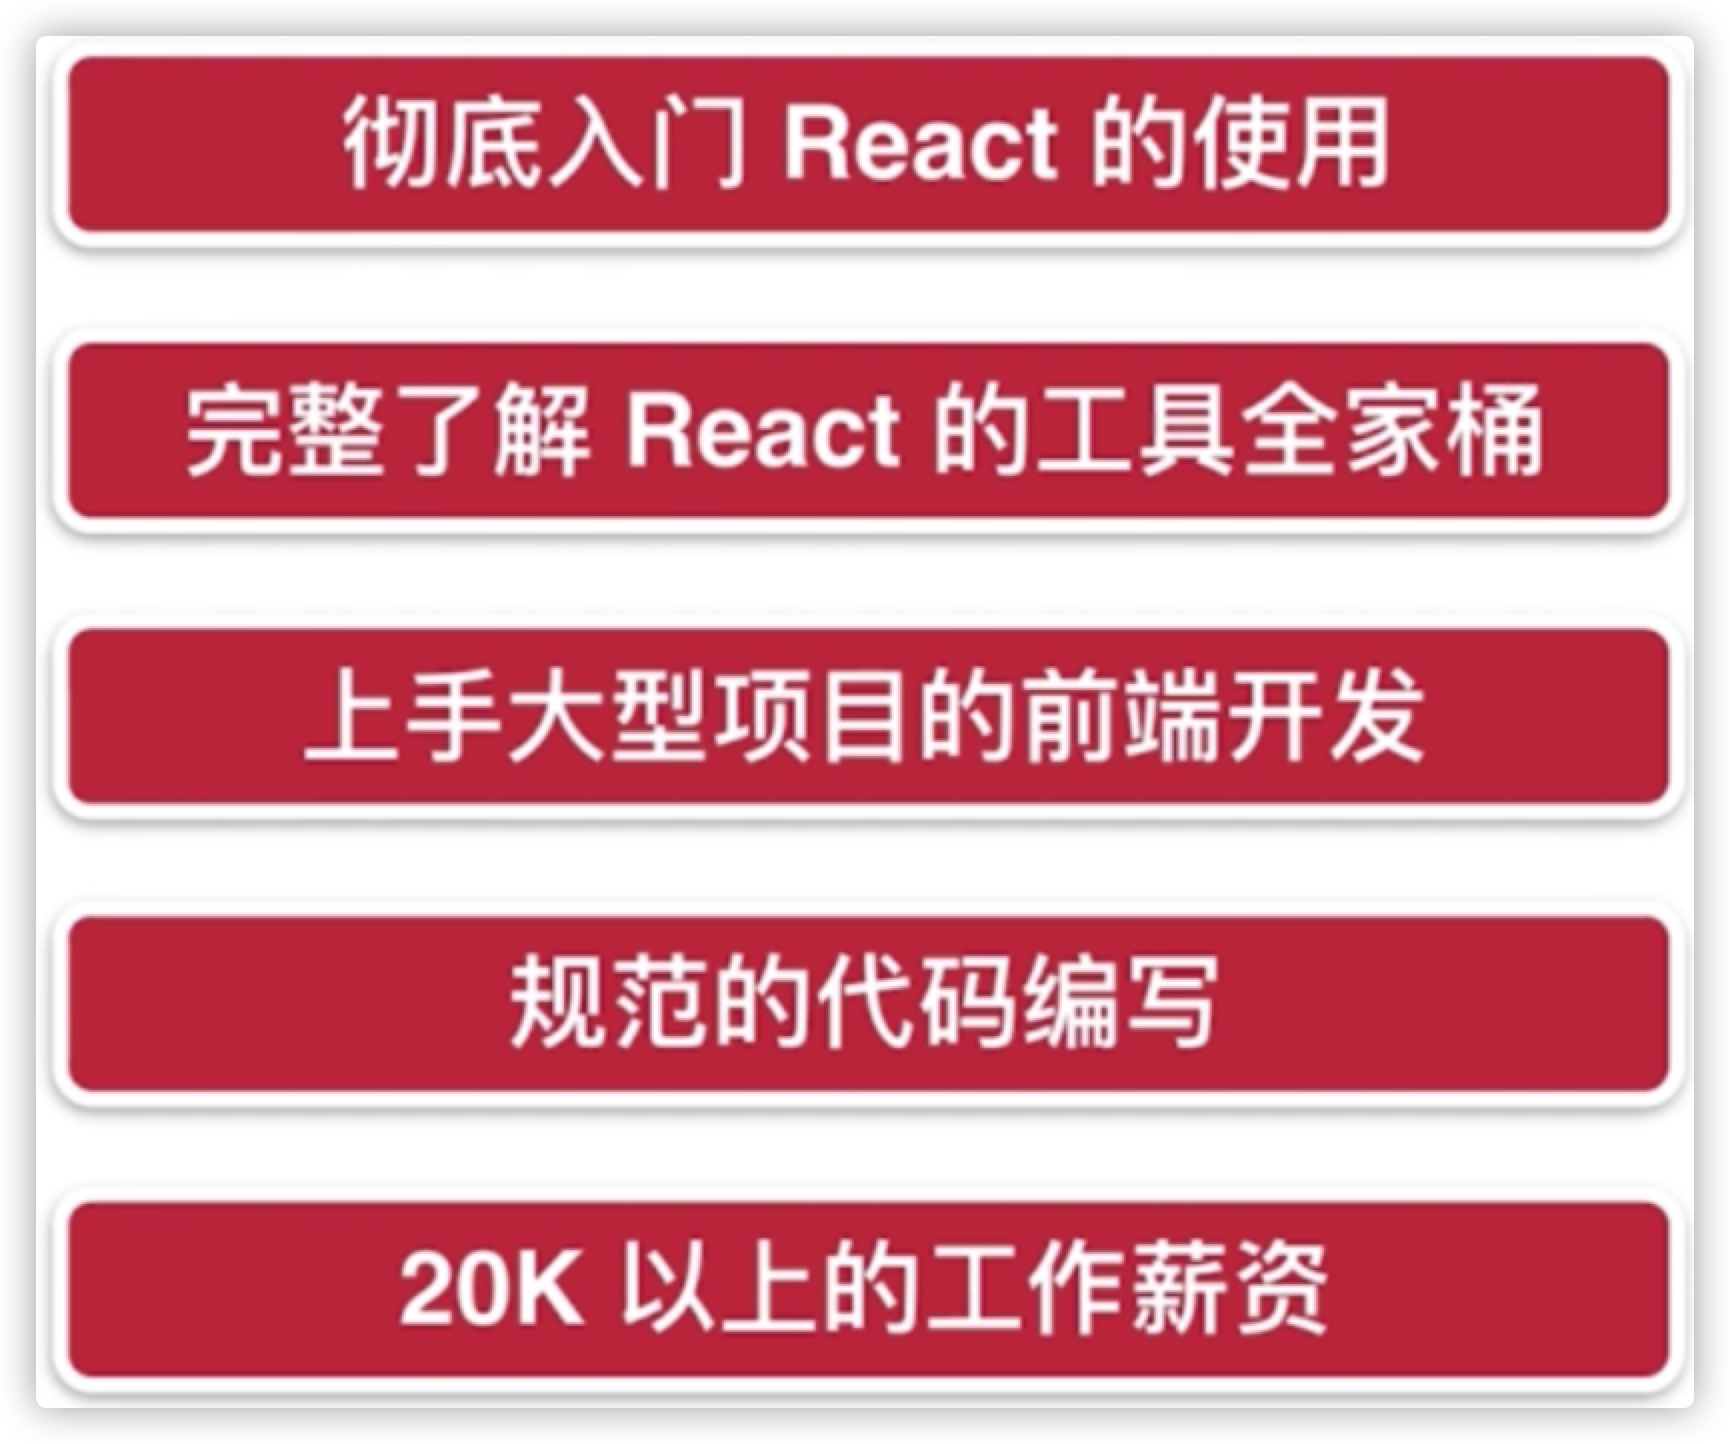 彻底入门 React 的使用
完整了解 React 的工具全家桶
上手大型项目的前端开发
规范的代码编写
20K 以上的工作薪资